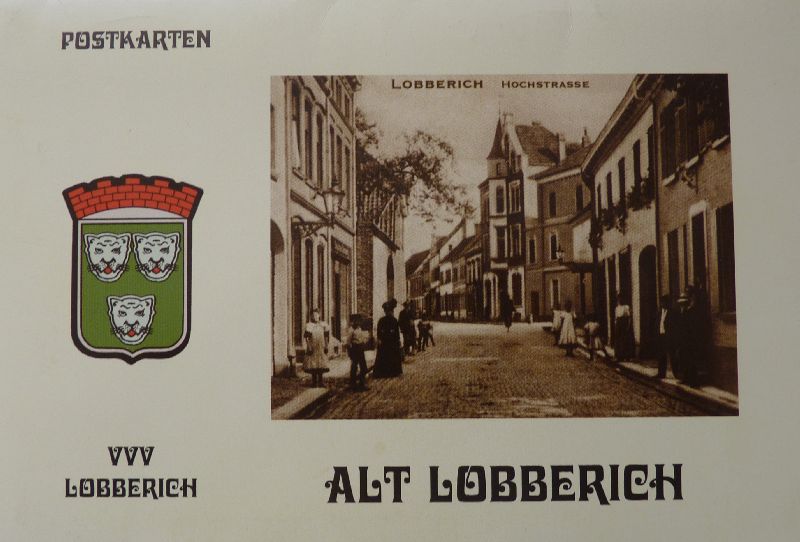 POSTKARTEN
LOBBERICH HOCHSTRASSE
VVV
LOBBERICH
ALT LOBBERICH